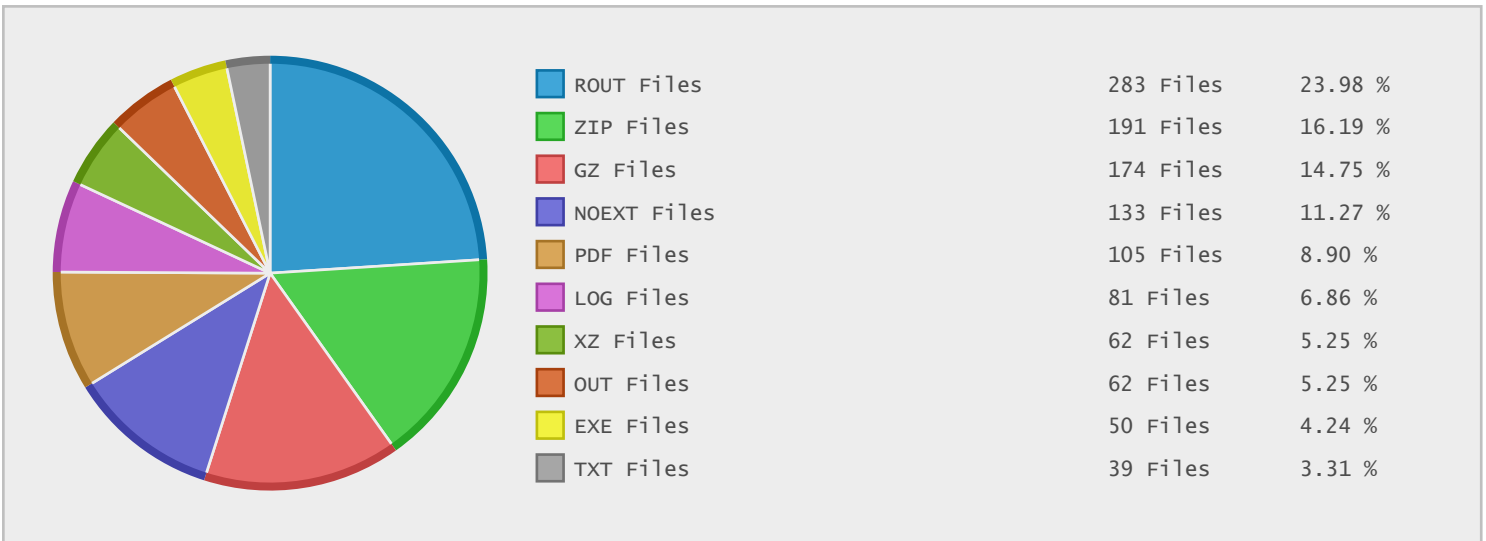 ROUT Files 283 Files 23.98 %
ZIP Files 191 Files 16.19 %
GZ Files 174 Files 14.75 %
NOEXT Files 133 Files 11.27 %
PDF Files 105 Files 8.90 %
LOG Files 81 Files 6.86 %
XZ Files 62 Files 5.25 %
OUT Files 62 Files 5.25 %
EXE Files 50 Files 4.24 %
TXT Files 39 Files 3.31 %